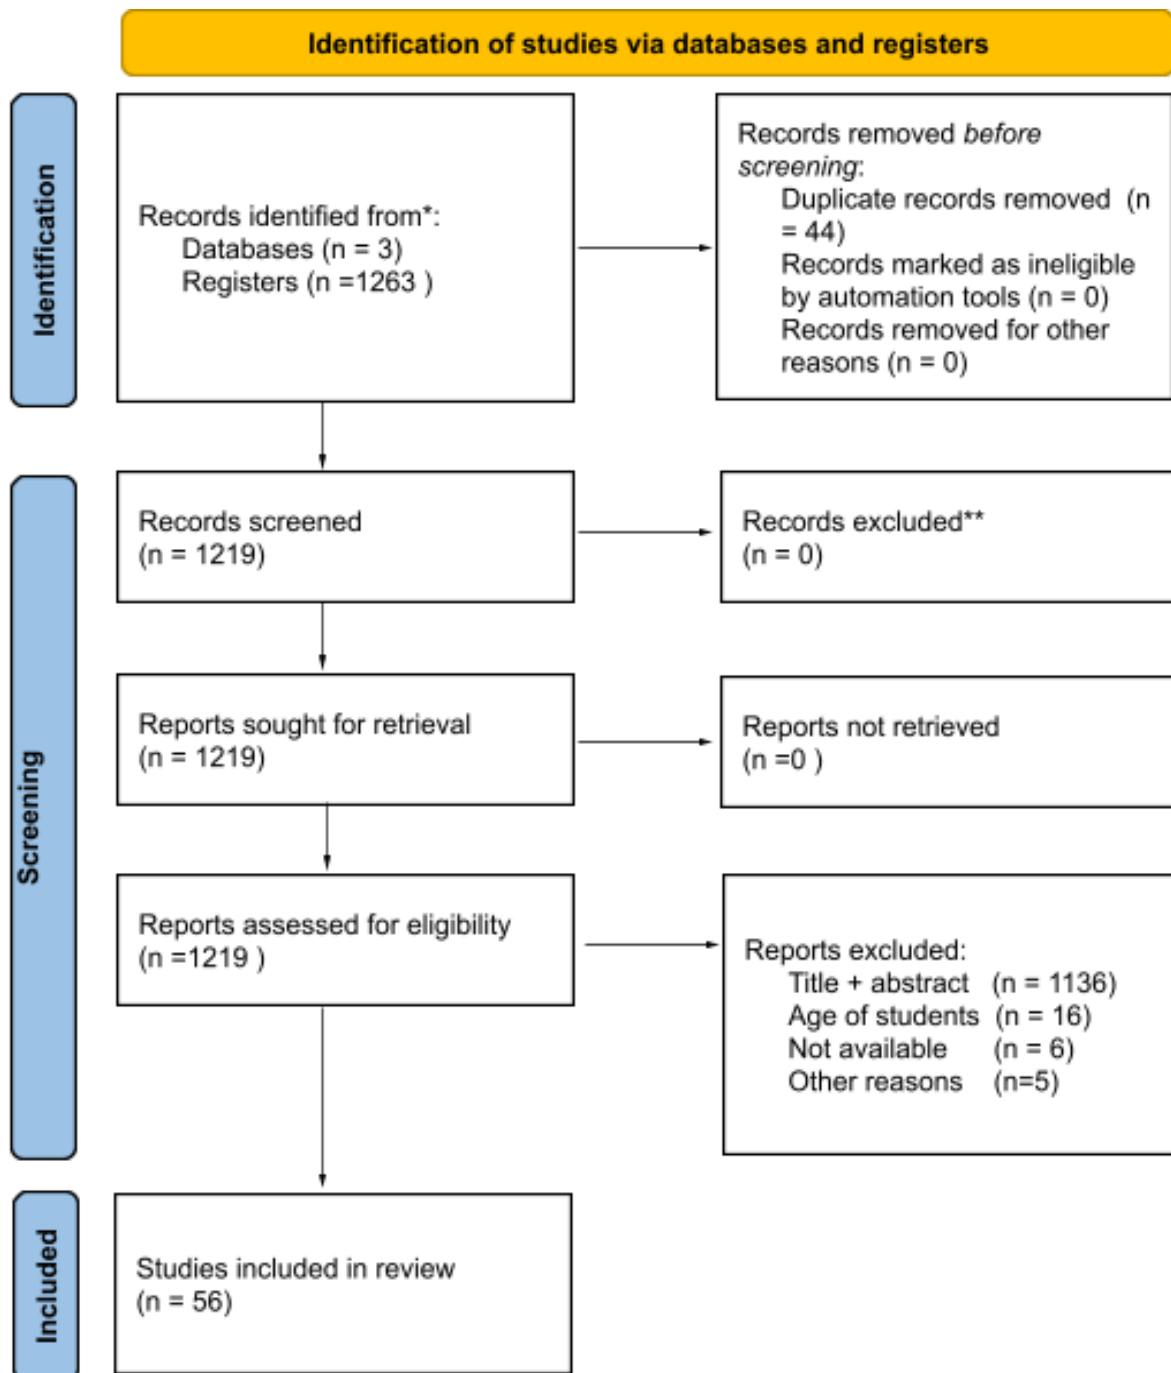 Identification of studies via databases and registers
Identification
Records identified from*:
Databases (n = 3)
Registers (n =1263 )
Records removed before
screening:
Duplicate records removed (n
= 44)
Records marked as ineligible
by automation tools (n = 0)
Records removed for other
reasons (n = 0)
Screening
Records screened
(n = 1219)
Records excluded**
(n = 0)
Reports sought for retrieval
(n = 1219)
Reports not retrieved
(n =0 )
Reports assessed for eligibility
(n =1219 )
Reports excluded:
Title + abstract (n = 1136)
Age of students (n = 16)
Not available (n = 6)
Other reasons (n=5)
Included
Studies included in review
(n = 56)